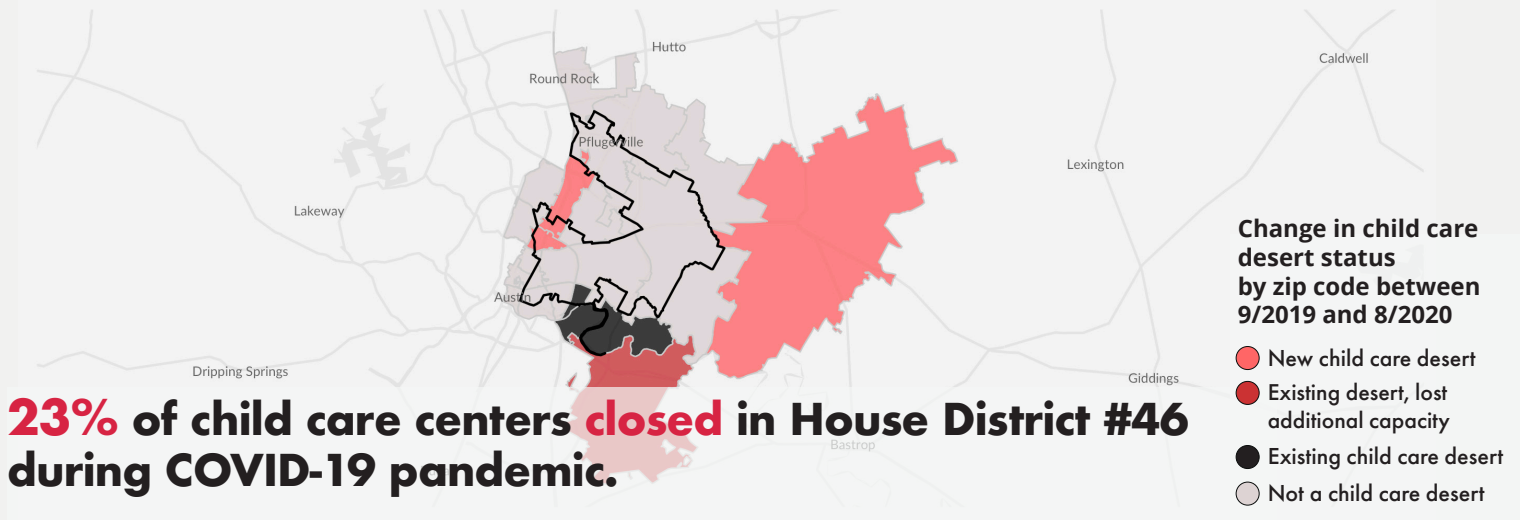 Hutto
Caldwell
Round Rock
Pflugerville
Lexington
Lakeway
Austin
Dripping Springs
Giddings
Bastrop
23% of child care centers closed in House District #46
during COVID-19 pandemic.
Change in child care
desert status
by zip code between
9/2019 and 8/2020
New child care desert
Existing desert, lost
additional capacity
Existing child care desert
Not a child care desert